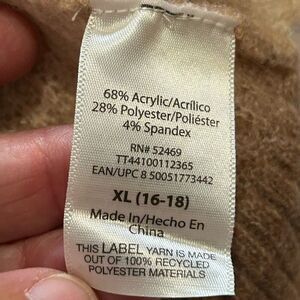 68% Acrylic/Acrílico
28% Polyester/Poliéster
4% Spandex
RN# 52469
TT44100112365
EAN/UPC 8 50051773442
XL (16-18)
Made In/Hecho En
China
THIS LABEL YARN IS MADE
OUT OF 100% RECYCLED
POLYESTER MATERIALS